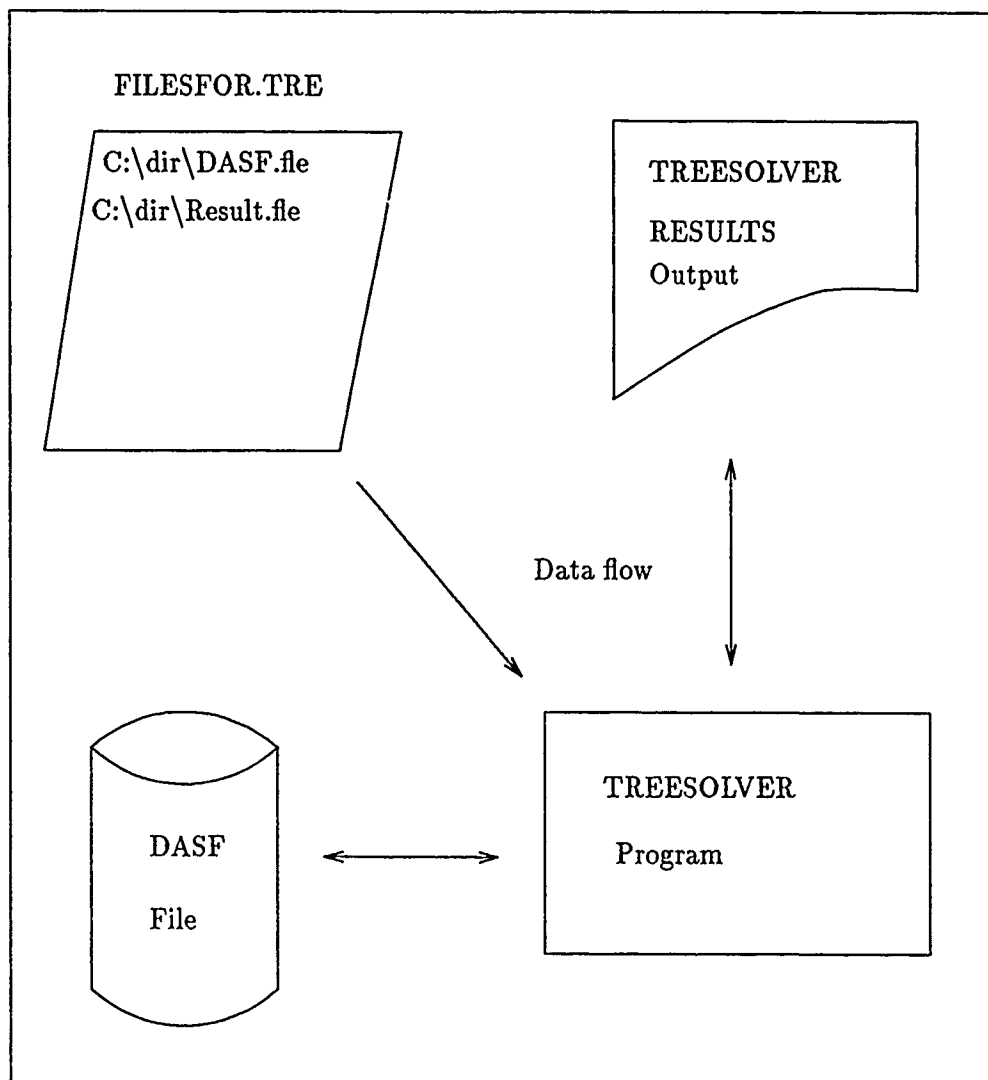 FILESFOR.TRE
C:\dir\DASF.fle
C:\dir\Result.fle
TREESOLVER
RESULTS
Output
Data flow
DASF
File
TREESOLVER
Program